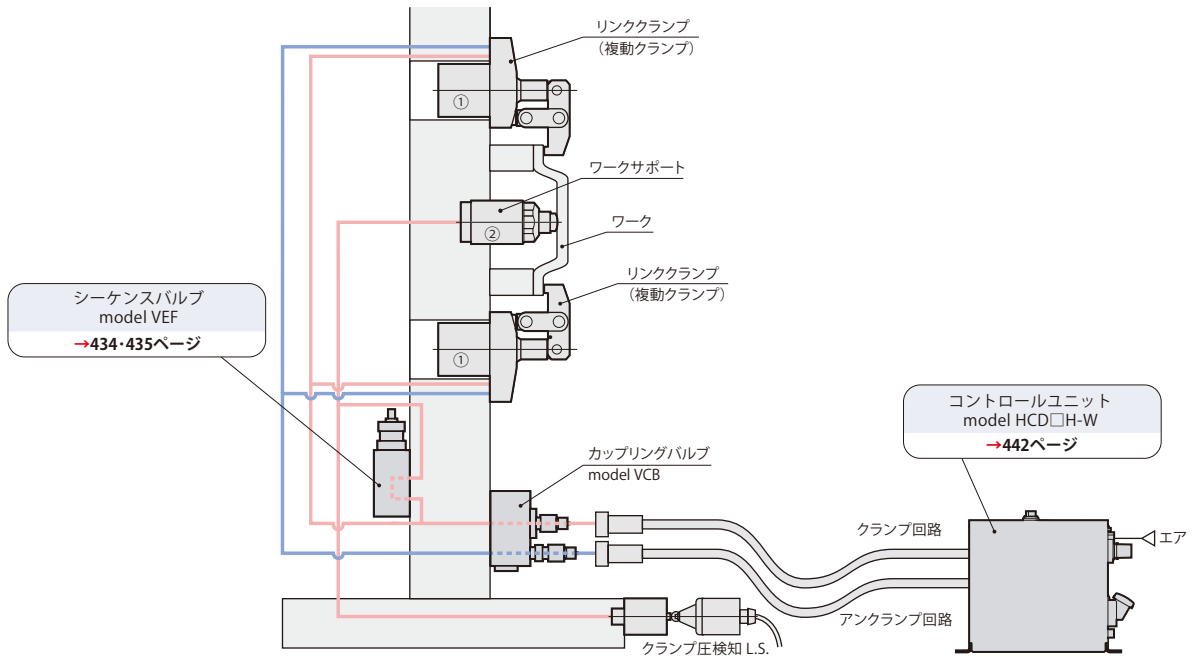 リンククランプ
（複動クランプ）
①
ワークサポート
②
ワーク
リンククランプ
（複動クランプ）
①
シーケンスバルブ
model VEF
→434・435ページ
コントロールユニット
model HCD□H-W
→442ページ
カップリングバルブ
model VCB
クランプ回路
エア
アンクランプ回路
クランプ圧検知 L.S.